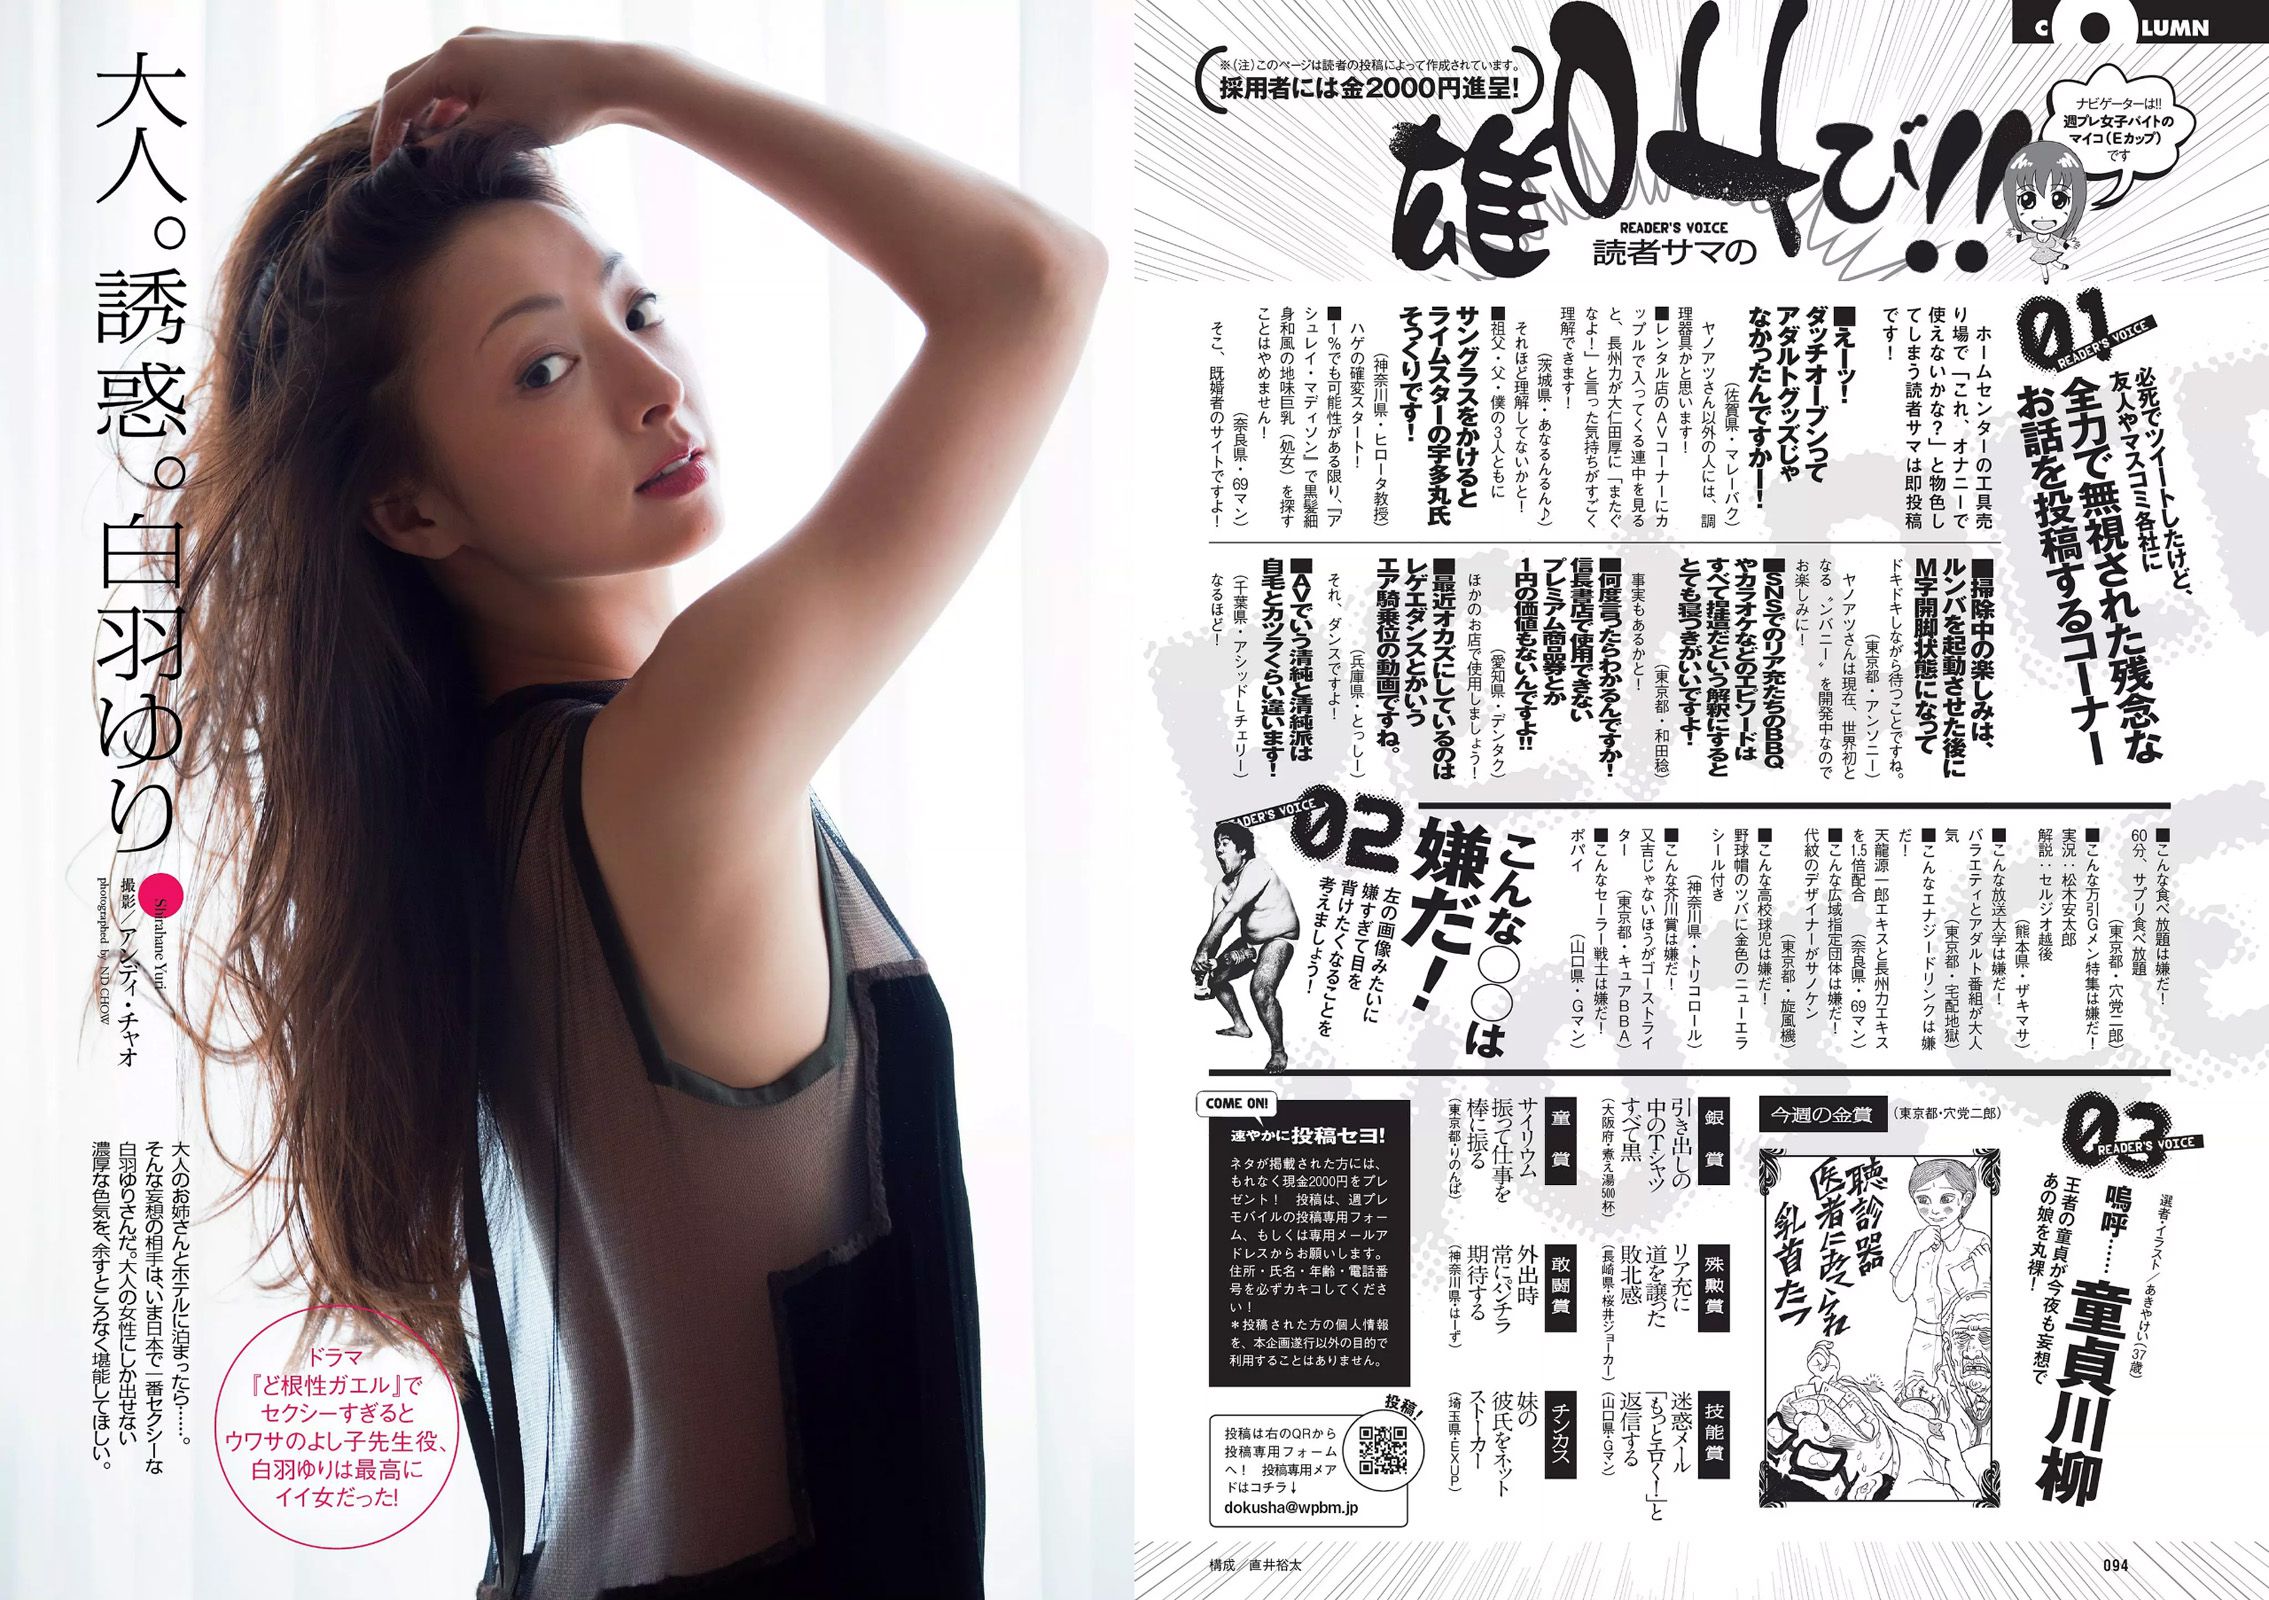 大人。誘惑。白羽ゆり
Shirahane Yuri
撮影／アンディ・チャオ
photographed by ND CHOW
大人のお姉さんとホテルに泊まったら……。
そんな妄想の相手は、いま日本で一番セクシーな
白羽ゆりさんだ。大人の女性にしか出せない
濃厚な色気を、余すところなく堪能してほしい。
ドラマ
『ど根性ガエル』で
セクシーすぎると
ウワサのよし子先生役、
白羽ゆりは最高に
イイ女だった!
COLUMN
※(注)このページは読者の投稿によって作成されています。
採用者には金2000円進呈!
READER'S VOICE
読者サマの
雄叫び!!
ナビゲーターは!!
週プレ女子バイトの
マイコ(Eカップ)
です
01
READER'S VOICE
必死でツイートしたけど、
友人やマスコミ各社に
全力で無視された残念な
お話を投稿するコーナー
ホームセンターの工具売
り場で「これ、オナニーで
使えないかな?」と物色し
てしまう読者サマは即投稿
です!
■えーッ!
ダッチオーブンって
アダルトグッズじゃ
なかったんですかー!
(佐賀県・マレーバク)
ヤノアツさん以外の人には、調
理器具かと思います!
■レンタル店のAVコーナーにカ
ップルで入ってくる連中を見る
と、長州力が大仁田厚に「またぐ
なよ!」と言った気持ちがすごく
理解できます!
(茨城県・あなるんるん♪)
それほど理解してないかと!
■祖父・父・僕の3人ともに
サングラスをかけると
ライムスターの宇多丸氏
そっくりです!
(神奈川県・ヒロータ教授)
ハゲの確変スタート!
■1%でも可能性がある限り、『ア
シュレイ・マディソン』で黒髪細
身和風の地味巨乳(処女)を探す
ことはやめません!
(奈良県・69マン)
そこ、既婚者のサイトですよ!
■掃除中の楽しみは、
ルンバを起動させた後に
M字開脚状態になって
ドキドキしながら待つことですね。
(東京都・アンソニー)
ヤノアツさんは現在、世界初と
なる〝ンバニー〟を開発中なので
お楽しみに!
■SNSでのリア充たちのBBQ
やカラオケなどのエピソードは
すべて捏造だという解釈にすると
とても寝つきがいいですよ!
(東京都・和田稔)
事実もあるかと!
■何度言ったらわかるんですか!
信長書店で使用できない
プレミアム商品券とか
1円の価値もないんですよ!!
(愛知県・デンタク)
ほかのお店で使用しましょう!
■最近オカズにしているのは
レゲエダンスとかいう
エア騎乗位の動画ですね。
(兵庫県・とっしー)
それ、ダンスですよ!
■AVでいう清純と清純派は
自毛とカツラくらい違います!
(千葉県・アシッドLチェリー)
なるほど!
READER'S VOICE
02
こんな○○は
嫌だ!
左の画像みたいに
嫌すぎて目を
背けたくなることを
考えましょう!
■こんな食べ放題は嫌だ!
60分、サプリ食べ放題
(東京都・穴党二郎)
■こんな万引Gメン特集は嫌だ!
実況:松木安太郎
解説:セルジオ越後
(熊本県・ザキマサ)
■こんな放送大学は嫌だ!
バラエティとアダルト番組が大人
気
(東京都・宅配地獄)
■こんなエナジードリンクは嫌
だ!
天龍源一郎エキスと長州力エキス
を1.5倍配合
(奈良県・69マン)
■こんな広域指定団体は嫌だ!
代紋のデザイナーがサノケン
(東京都・旋風機)
■こんな高校球児は嫌だ!
野球帽のツバに金色のニューエラ
シール付き
(神奈川県・トリコロール)
■こんな芥川賞は嫌だ!
又吉じゃないほうがゴーストライ
ター
(東京都・キュアBBA)
■こんなセーラー戦士は嫌だ!
ポパイ
(山口県・Gマン)
03
READER'S VOICE
選者・イラスト／あきやけい(37歳)
嗚呼……童貞川柳
王者の童貞が今夜も妄想で
あの娘を丸裸!
今週の金賞
(東京都・穴党二郎)
聴診器
医者にあてられ
乳首たつ
銀賞
引き出しの
中のTシャツ
すべて黒
(大阪府・煮え湯500杯)
殊勲賞
リア充に
道を譲った
敗北感
(長崎県・桜井ジョーカー)
技能賞
迷惑メール
「もっとエロく!」と
返信する
(山口県・Gマン)
童賞
サイリウム
振って仕事を
棒に振る
(東京都・りのんぱ)
敢闘賞
外出時
常にパンチラ
期待する
(神奈川県・はーず)
チンカス
妹の
彼氏をネット
ストーカー
(埼玉県・EXUP)
COME ON!
速やかに投稿セヨ!
ネタが掲載された方には、
もれなく現金2000円をプレ
ゼント! 投稿は、週プレ
モバイルの投稿専用フォー
ム、もしくは専用メールア
ドレスからお願いします。
住所・氏名・年齢・電話番
号を必ずカキコしてくださ
い!
＊投稿された方の個人情報
を、本企画遂行以外の目的で
利用することはありません。
投稿!
投稿は右のQRから
投稿専用フォーム
へ! 投稿専用メア
ドはコチラ↓
dokusha@wpbm.jp
構成／直井裕太
094